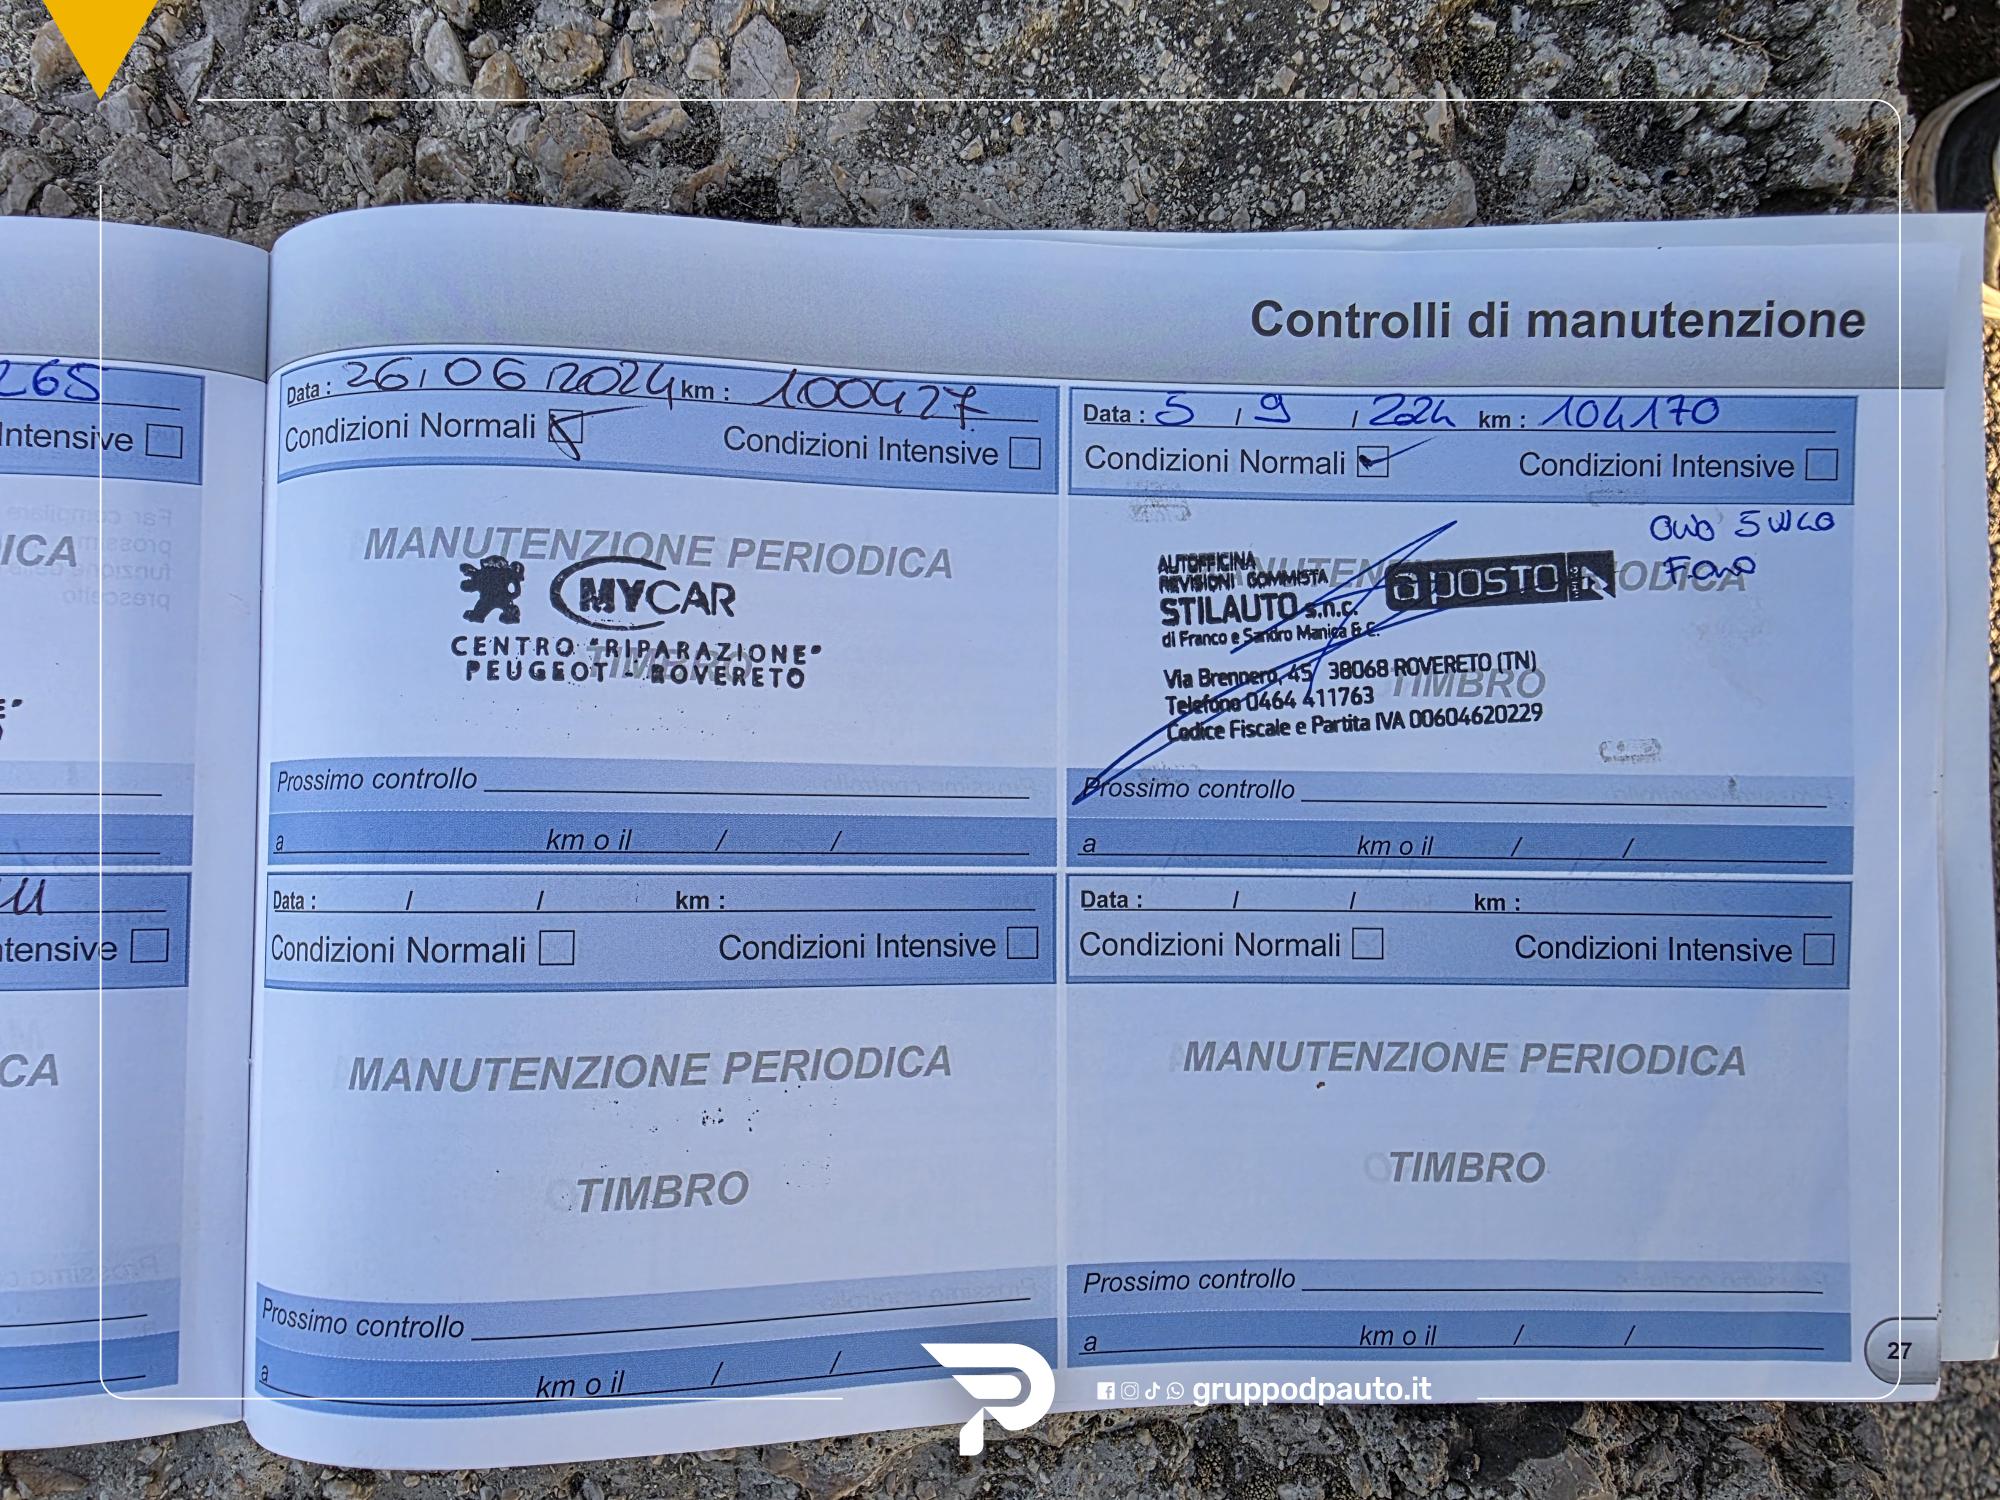 Controlli di manutenzione
265
Intensive
ICA
Data : 26.06.2024 km : 100427
Condizioni Normali Condizioni Intensive
MANUTENZIONE PERIODICA
TIMBRO
MYCAR
CENTRO "RIPARAZIONE"
PEUGEOT - ROVERETO
Prossimo controllo
a km o il / /
Data : 5 / 9 / 224 km : 104170
Condizioni Normali Condizioni Intensive
MANUTENZIONE PERIODICA
TIMBRO
AUTOFFICINA
REVISIONI GOMMISTA
STILAUTO s.n.c.
di Franco e Sandro Manica & C.
a posto
Via Brennero, 45 38068 ROVERETO (TN)
Telefono 0464 411763
Codice Fiscale e Partita IVA 00604620229
Prossimo controllo
a km o il / /
tensive
CA
Data : / / km :
Condizioni Normali Condizioni Intensive
MANUTENZIONE PERIODICA
TIMBRO
Prossimo controllo
a km o il / /
Data : / / km :
Condizioni Normali Condizioni Intensive
MANUTENZIONE PERIODICA
TIMBRO
Prossimo controllo
a km o il / /
27
gruppodpauto.it